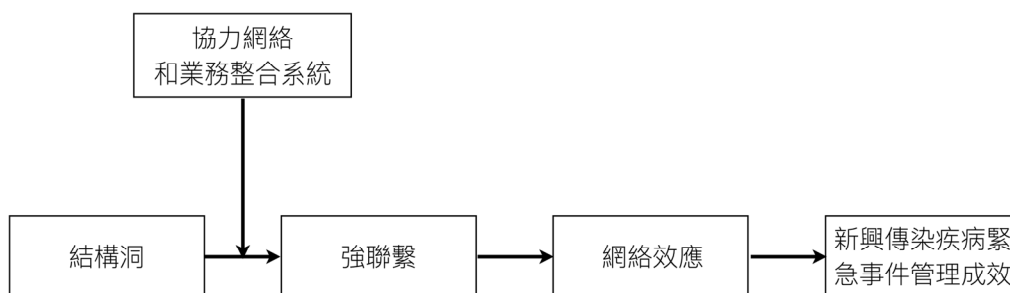 協力網絡
和業務整合系統
結構洞
強聯繫
網絡效應
新興傳染疾病緊
急事件管理成效